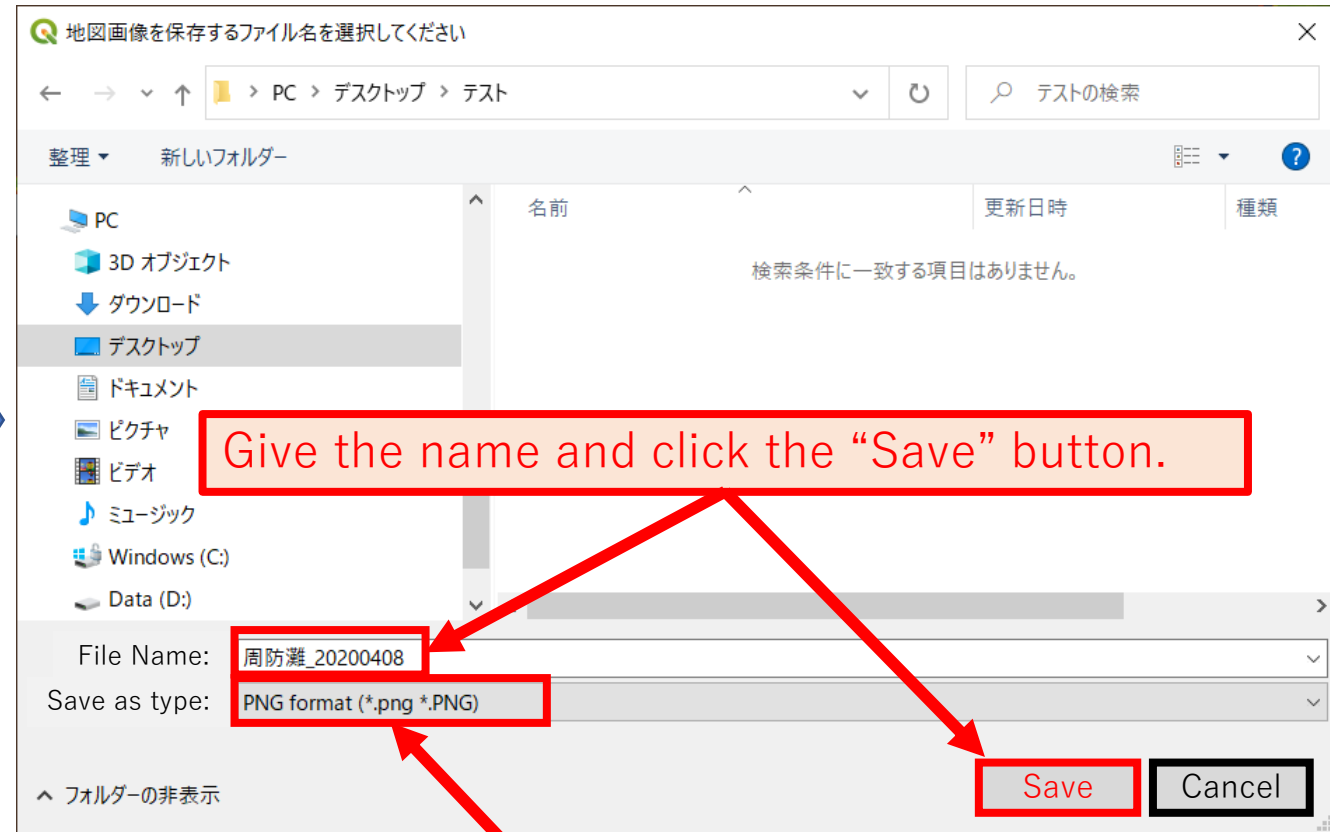 地図画像を保存するファイル名を選択してください
PC > デスクトップ > テスト
テストの検索
整理
新しいフォルダー
?
PC
3D オブジェクト
ダウンロード
デスクトップ
ドキュメント
ピクチャ
ビデオ
ミュージック
Windows (C:)
Data (D:)
名前
更新日時
種類
検索条件に一致する項目はありません。
Give the name and click the “Save” button.
File Name: 周防灘_20200408
Save as type: PNG format (*.png *.PNG)
フォルダーの非表示
Save
Cancel